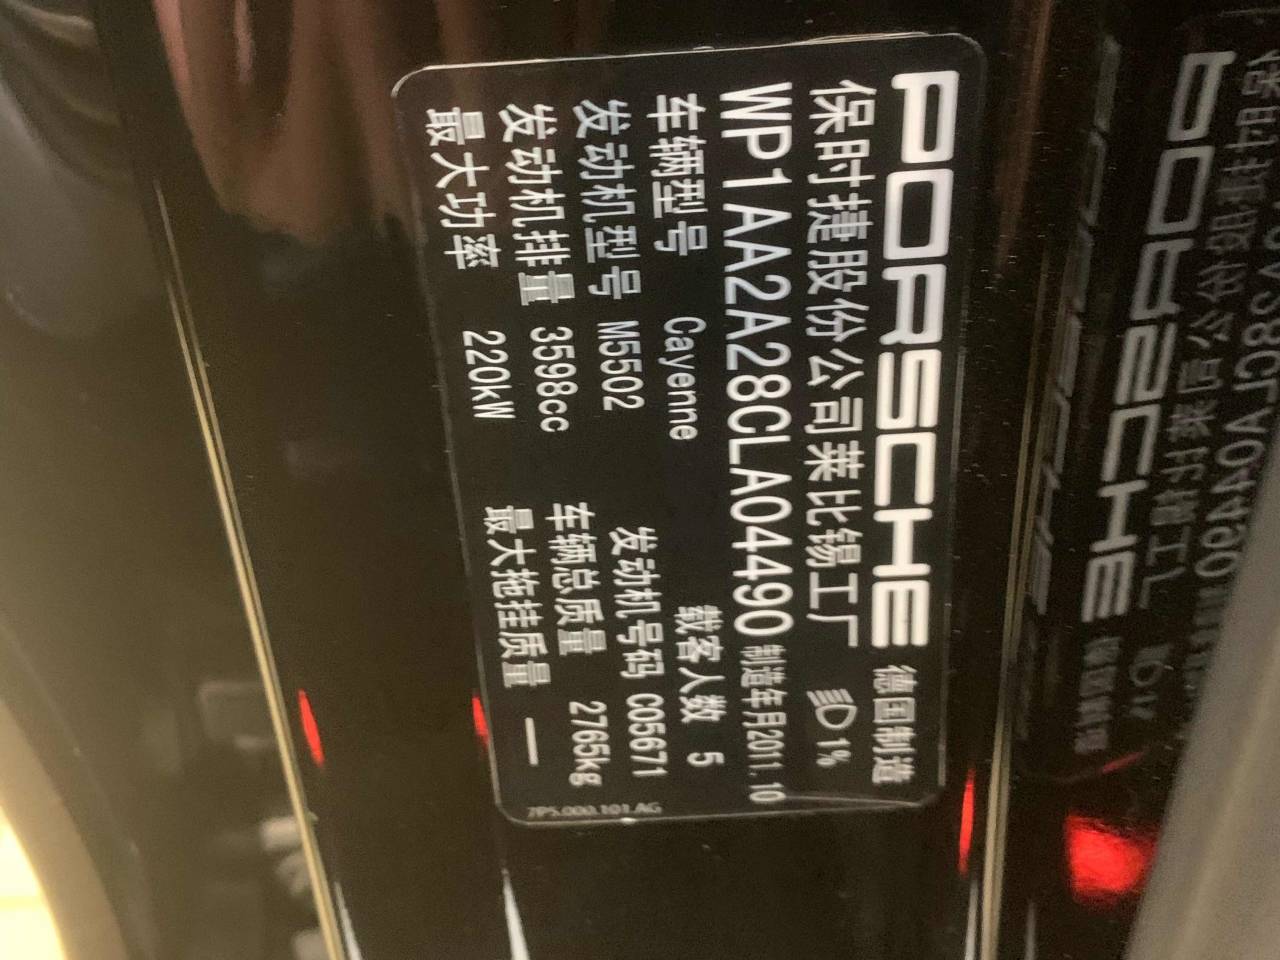 PORSCHE 德国制造
保时捷股份公司莱比锡工厂 1%
WP1AA2A28CLA04490 制造年月2011.10
车辆型号 Cayenne 载客人数 5
发动机型号 M5502 发动机号码 C05671
发动机排量 3598cc 车辆总质量 2765kg
最大功率 220kW 最大拖挂质量 —
7P5.000.101.AG